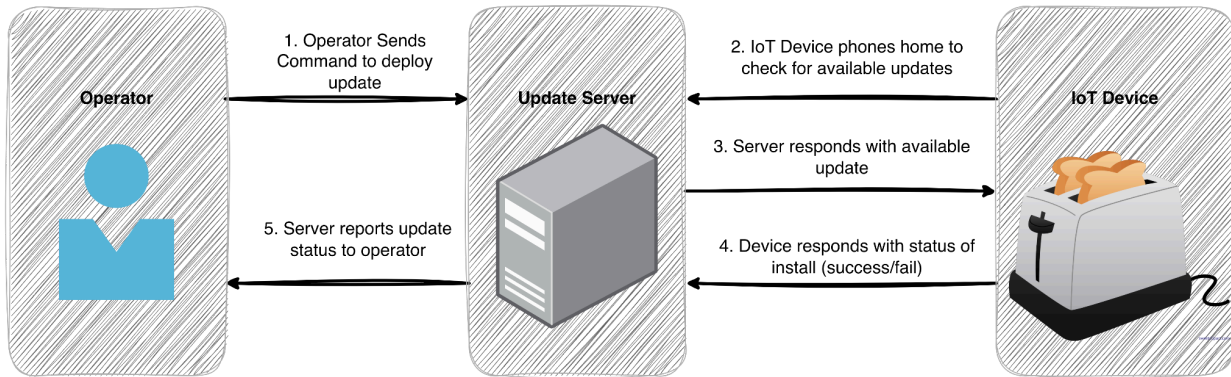 1. Operator Sends
Command to deploy
update
2. IoT Device phones home to
check for available updates
Operator
Update Server
IoT Device
3. Server responds with available
update
5. Server reports update
status to operator
4. Device responds with status of
install (success/fail)